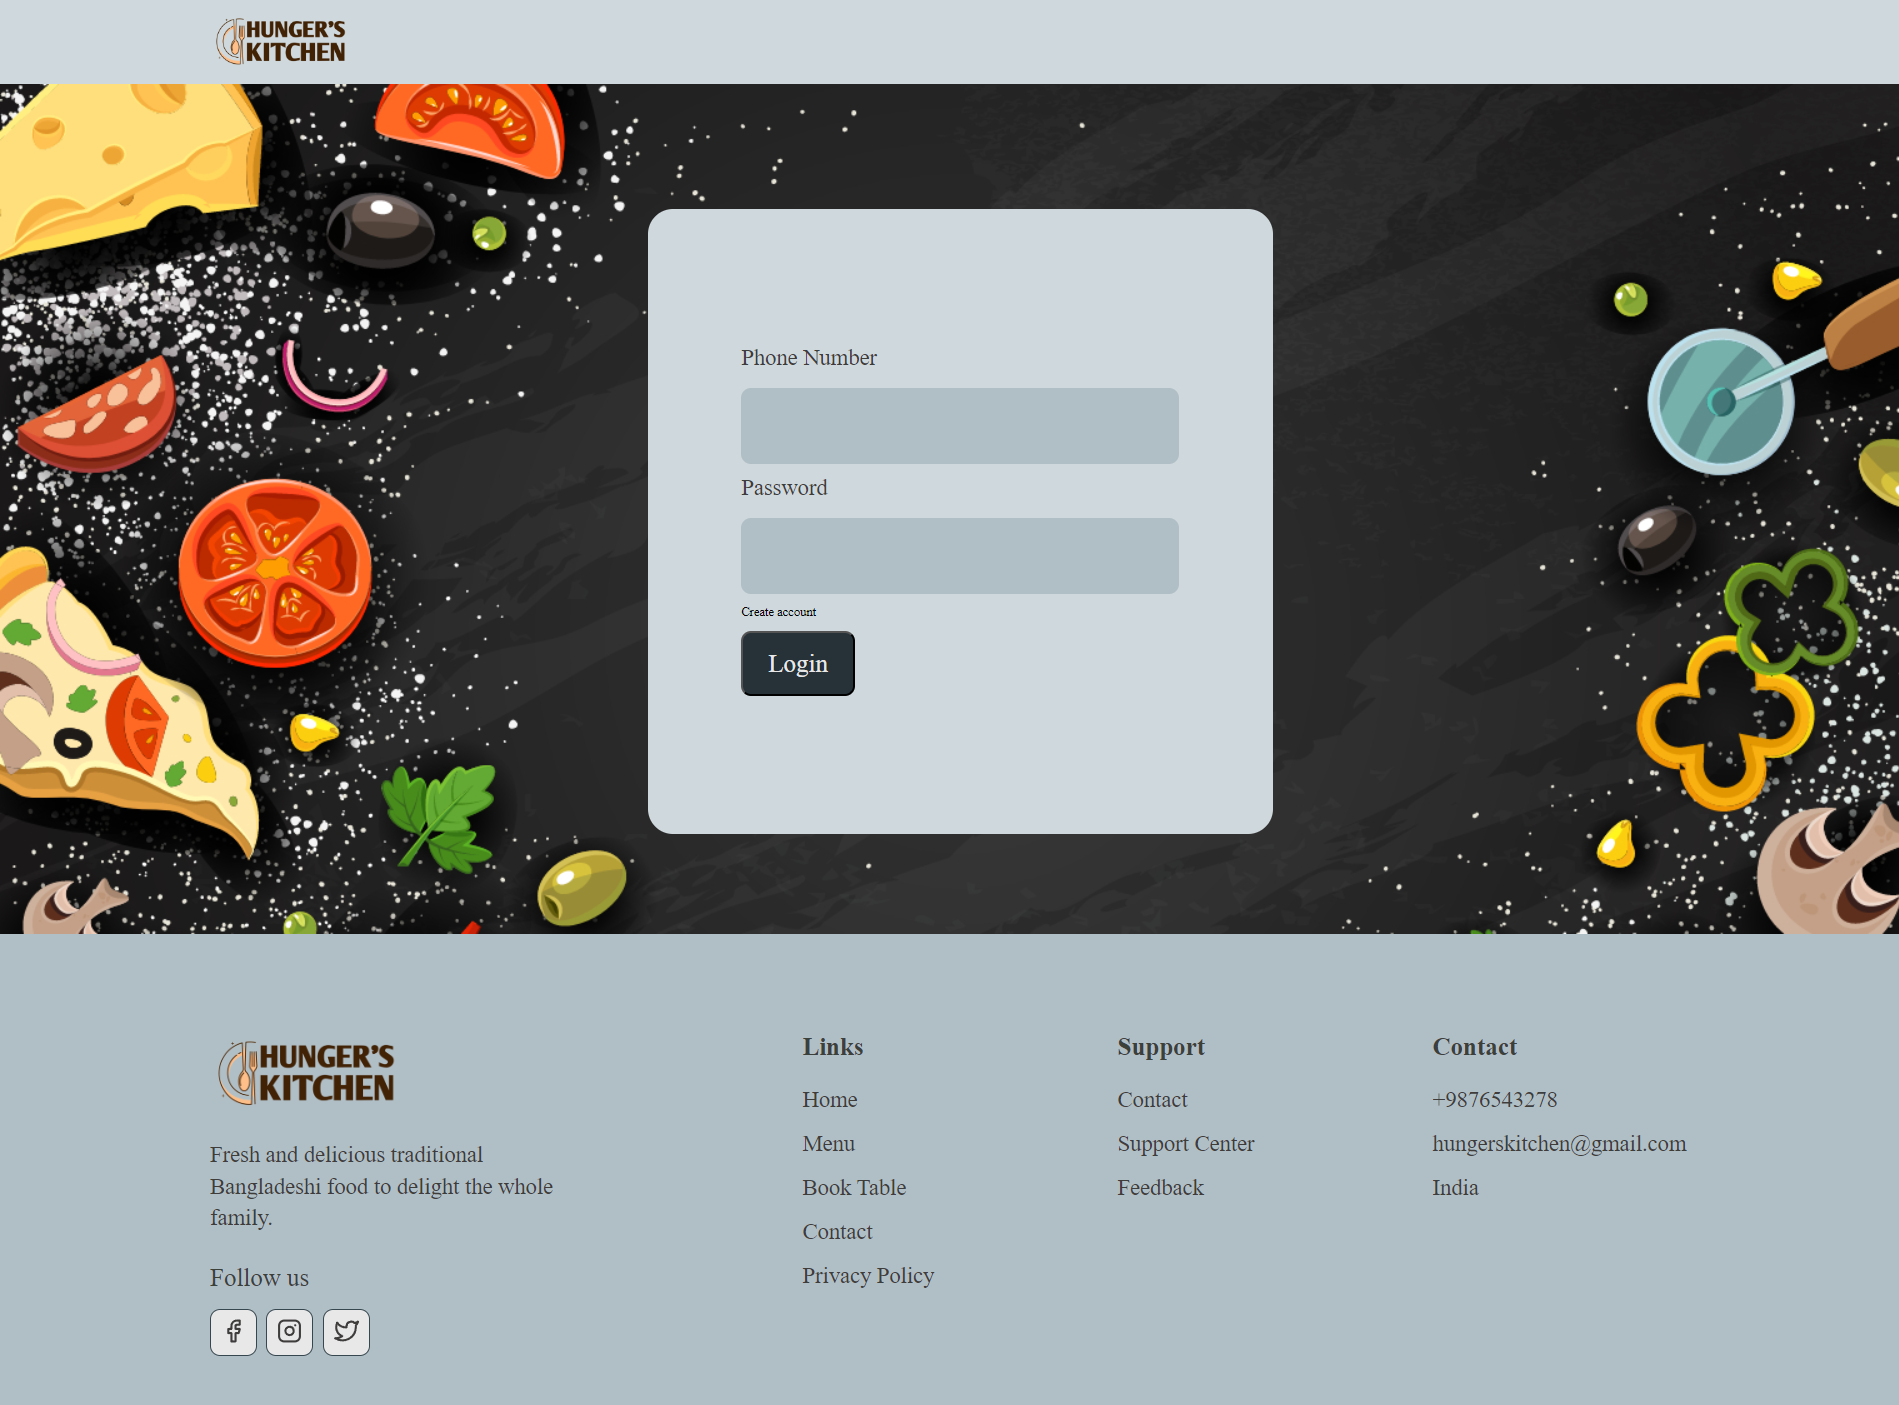 HUNGER'S
KITCHEN
Phone Number
Password
Create account
Login
HUNGER'S
KITCHEN
Fresh and delicious traditional
Bangladeshi food to delight the whole
family.
Follow us
Links
Home
Menu
Book Table
Contact
Privacy Policy
Support
Contact
Support Center
Feedback
Contact
+9876543278
hungerskitchen@gmail.com
India